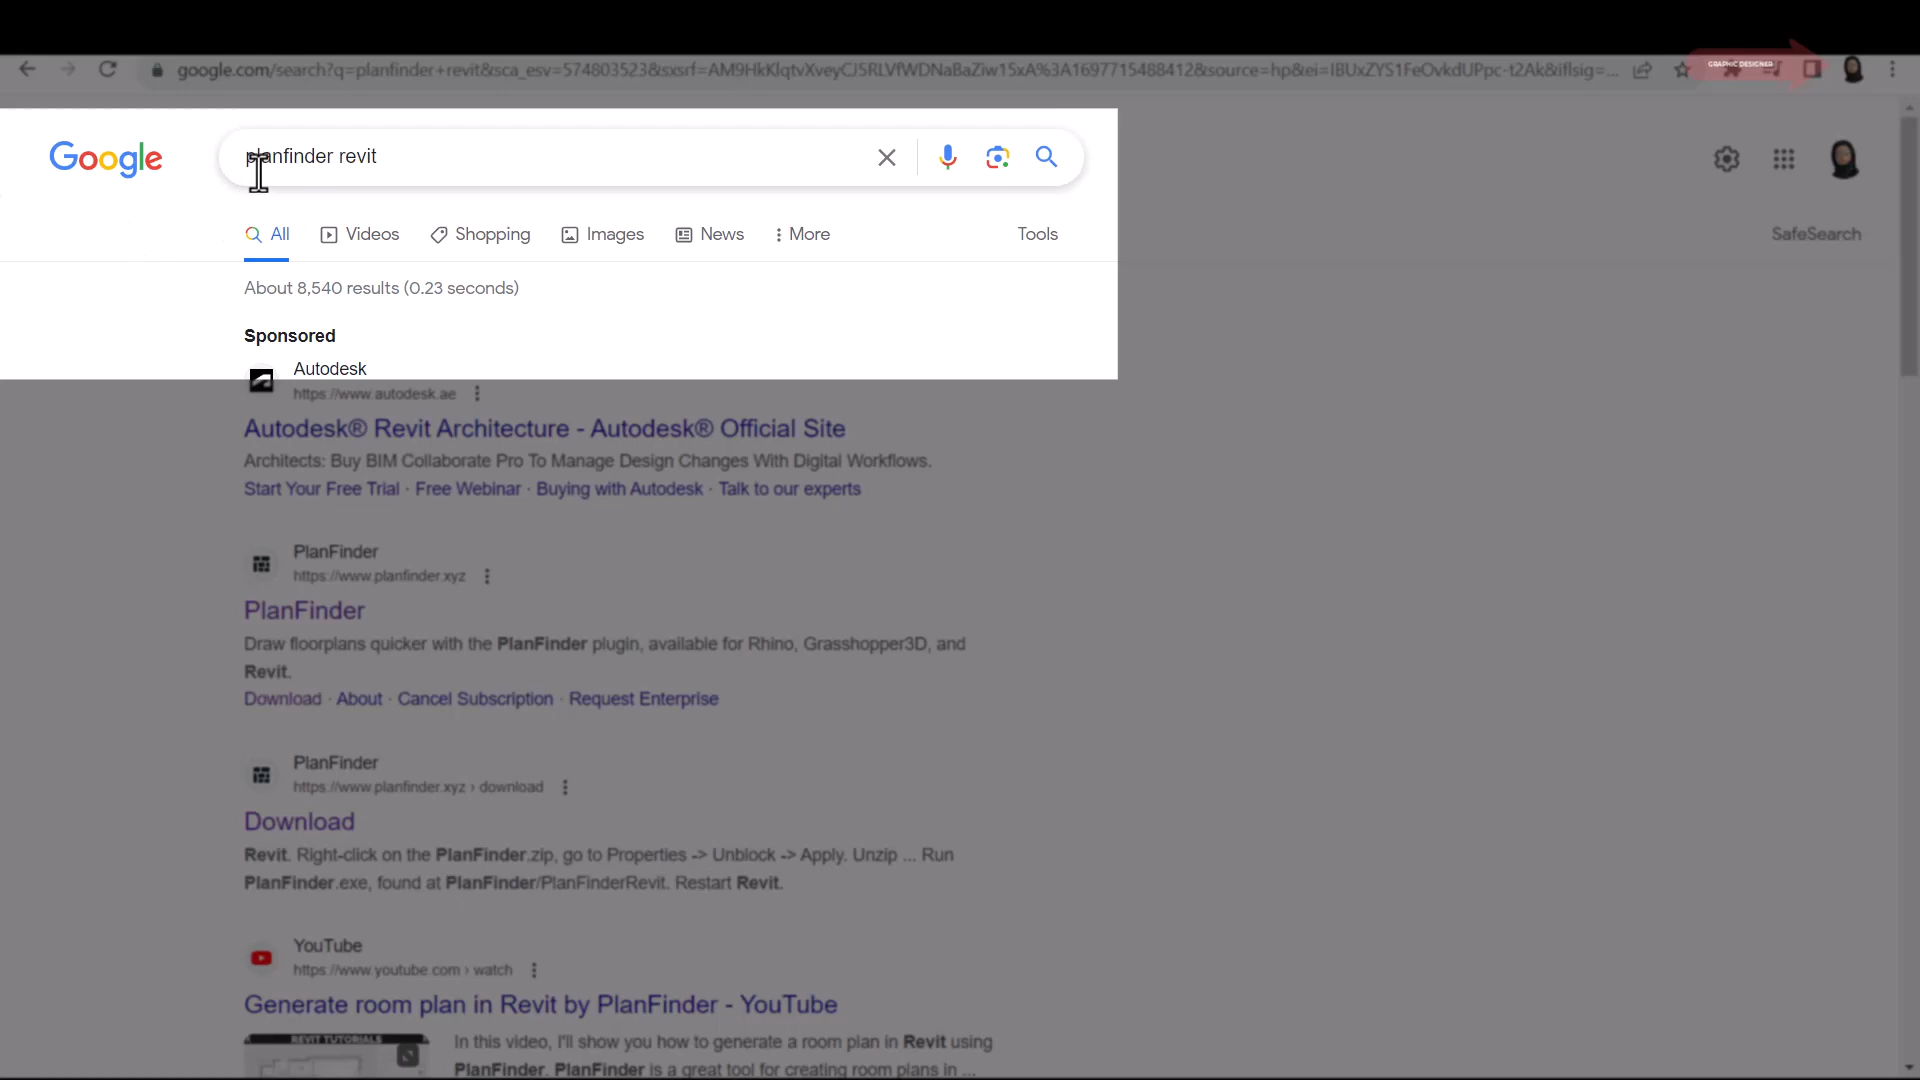 google.com/search?q=planfinder+revit&sca_esv=574803523&sxsrf=AM9HkKlqtvXveyCJ5RLVfWDNaBaZiw15xA%3A1697715488412&source=hp&ei=IBUxZYS1FeOvkdUPpc-t2Ak&iflsig=...
GRAPHIC DESIGNER
Google
planfinder revit
All Videos Shopping Images News More Tools SafeSearch
About 8,540 results (0.23 seconds)
Sponsored
Autodesk
https://www.autodesk.ae
Autodesk® Revit Architecture - Autodesk® Official Site
Architects: Buy BIM Collaborate Pro To Manage Design Changes With Digital Workflows.
Start Your Free Trial · Free Webinar · Buying with Autodesk · Talk to our experts
PlanFinder
https://www.planfinder.xyz
PlanFinder
Draw floorplans quicker with the PlanFinder plugin, available for Rhino, Grasshopper3D, and
Revit.
Download · About · Cancel Subscription · Request Enterprise
PlanFinder
https://www.planfinder.xyz › download
Download
Revit. Right-click on the PlanFinder.zip, go to Properties -> Unblock -> Apply. Unzip ... Run
PlanFinder.exe, found at PlanFinder/PlanFinderRevit. Restart Revit.
YouTube
https://www.youtube.com › watch
Generate room plan in Revit by PlanFinder - YouTube
REVIT TUTORIALS
In this video, I'll show you how to generate a room plan in Revit using
PlanFinder. PlanFinder is a great tool for creating room plans in ...